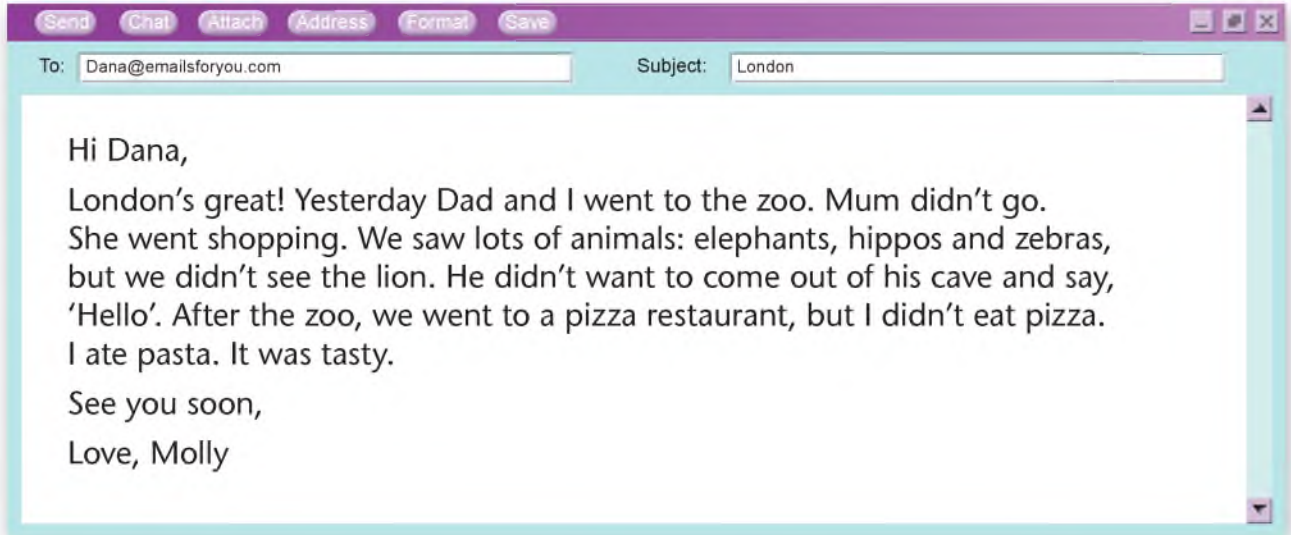 Send Chat Attach Address Format Save
To: Dana@emailsforyou.com Subject: London
Hi Dana,
London's great! Yesterday Dad and I went to the zoo. Mum didn't go.
She went shopping. We saw lots of animals: elephants, hippos and zebras,
but we didn't see the lion. He didn't want to come out of his cave and say,
'Hello'. After the zoo, we went to a pizza restaurant, but I didn't eat pizza.
I ate pasta. It was tasty.
See you soon,
Love, Molly